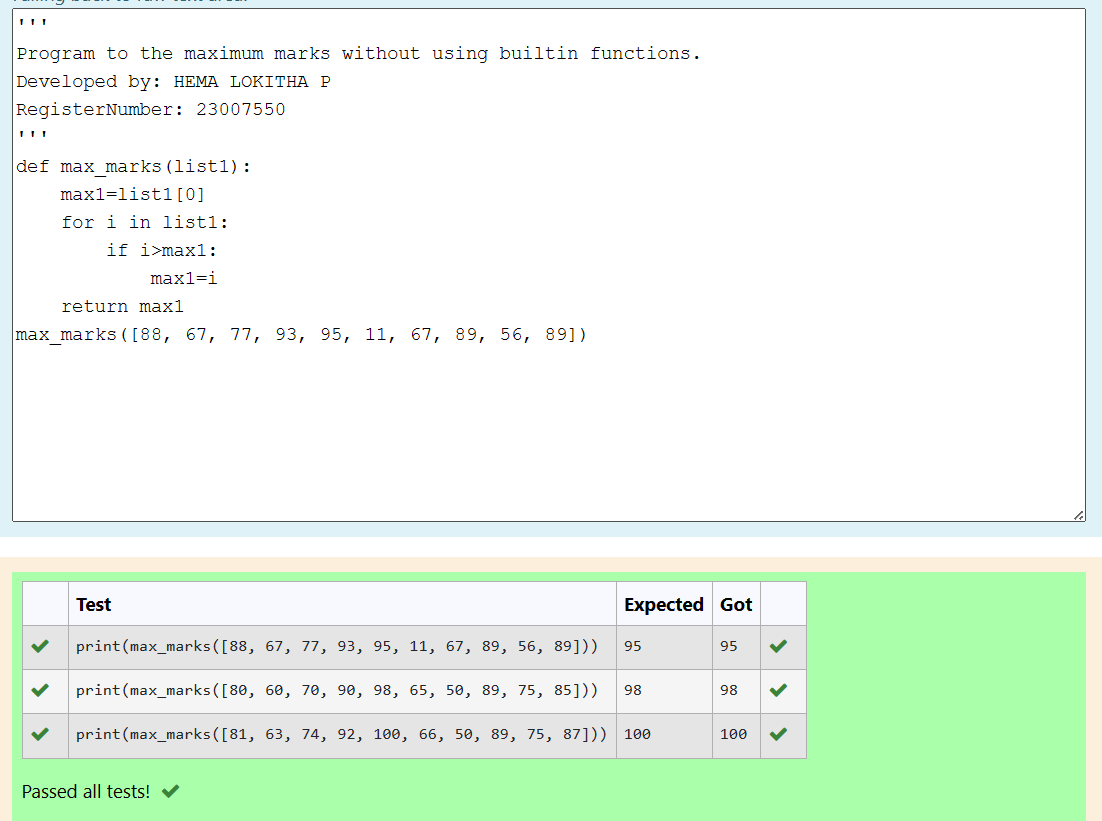 '''
Program to the maximum marks without using builtin functions.
Developed by: HEMA LOKITHA P
RegisterNumber: 23007550
'''
def max_marks(list1):
    max1=list1[0]
    for i in list1:
        if i>max1:
            max1=i
    return max1
max_marks([88, 67, 77, 93, 95, 11, 67, 89, 56, 89])
Test Expected Got
print(max_marks([88, 67, 77, 93, 95, 11, 67, 89, 56, 89])) 95 95
print(max_marks([80, 60, 70, 90, 98, 65, 50, 89, 75, 85])) 98 98
print(max_marks([81, 63, 74, 92, 100, 66, 50, 89, 75, 87])) 100 100
Passed all tests!